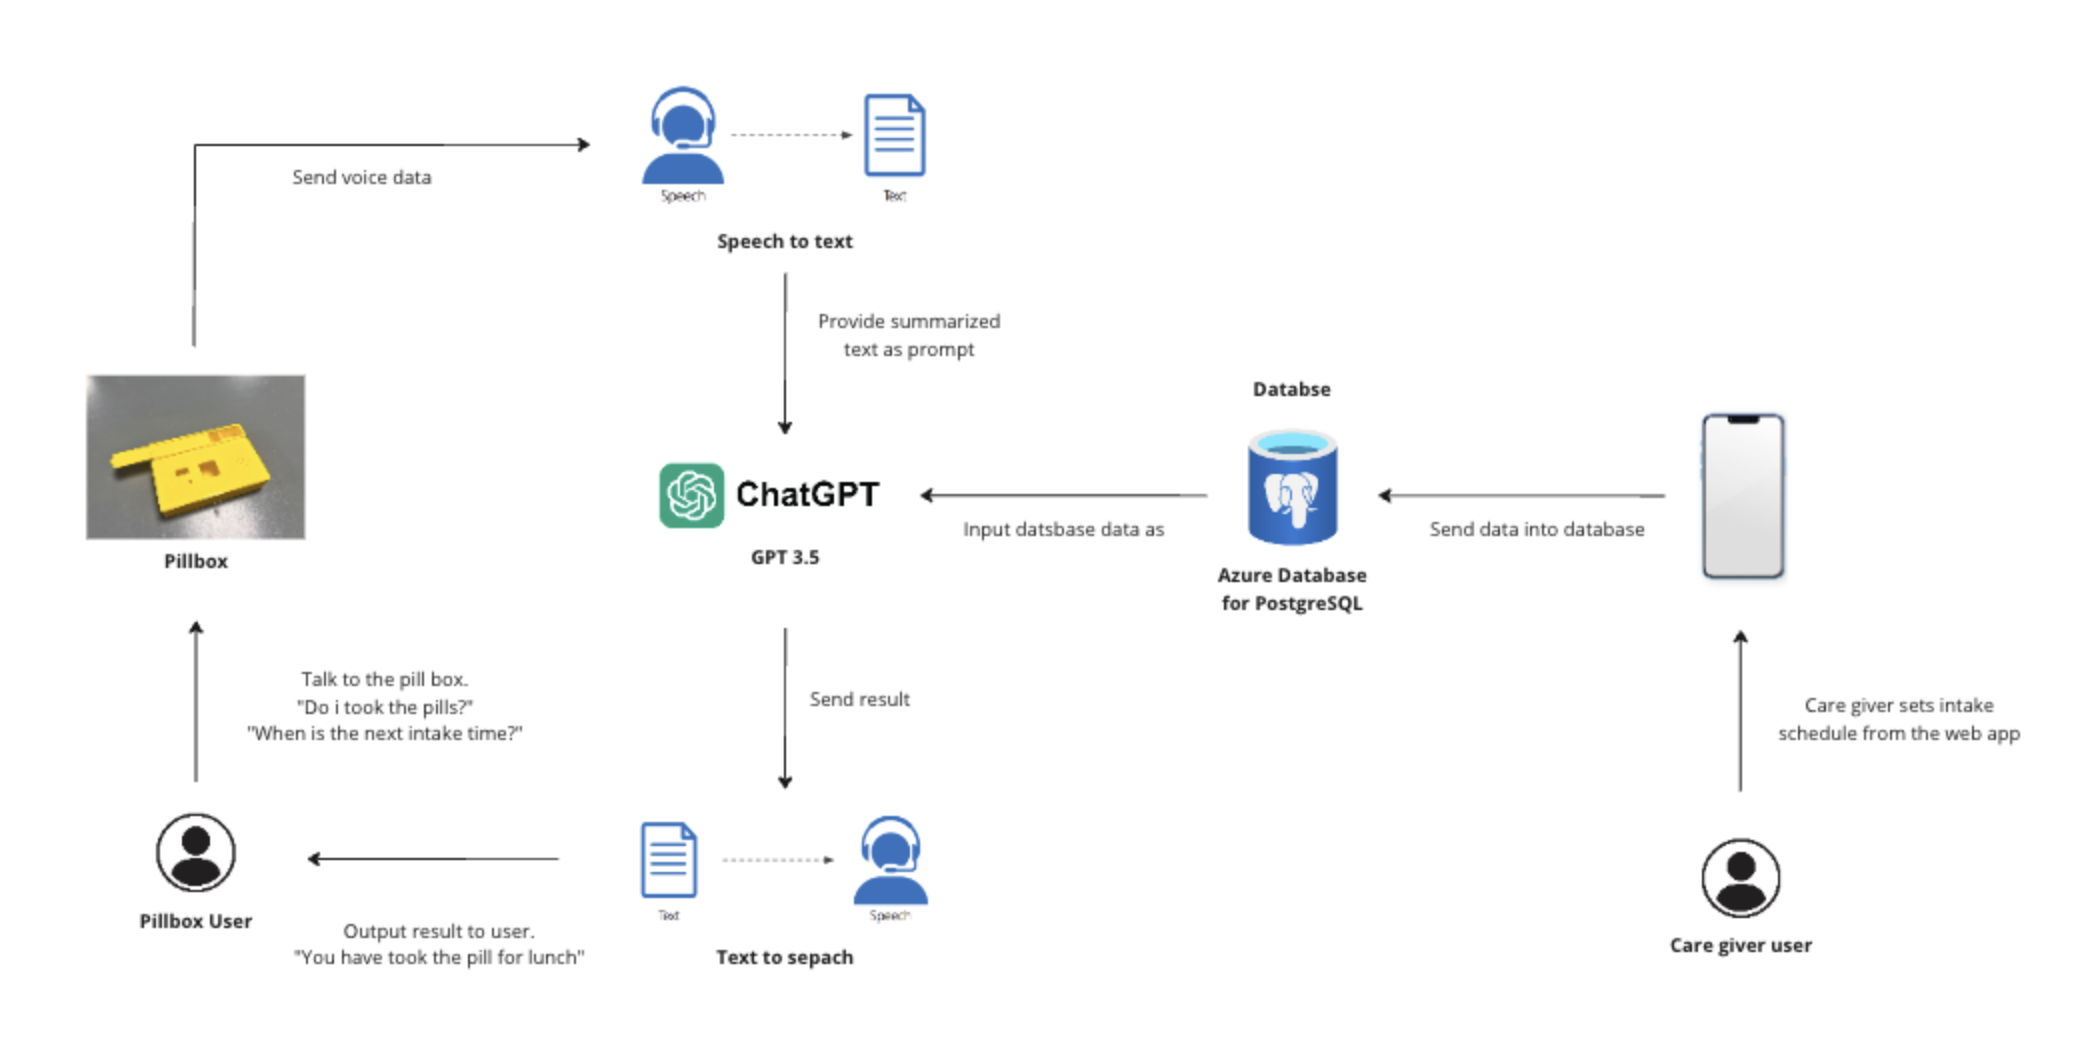 Send voice data
Speech
Text
Speech to text
Provide summarized
text as prompt
Pillbox
ChatGPT
GPT 3.5
Input datsbase data as
Databse
Azure Database
for PostgreSQL
Send data into database
Talk to the pill box.
"Do i took the pills?"
"When is the next intake time?"
Send result
Care giver sets intake
schedule from the web app
Pillbox User
Output result to user.
"You have took the pill for lunch"
Text
Speech
Text to sepach
Care giver user